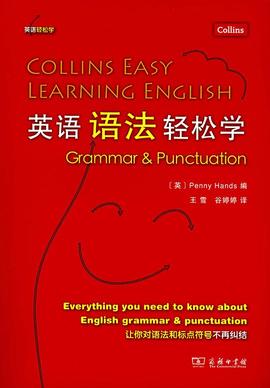 英语轻松学
Collins
COLLINS EASY
LEARNING ENGLISH
英语 语法 轻松学
Grammar & Punctuation
［英］Penny Hands 编
王 雪 谷婷婷 译
Everything you need to know about
English grammar & punctuation
让你对语法和标点符号不再纠结
商务印书馆
The Commercial Press